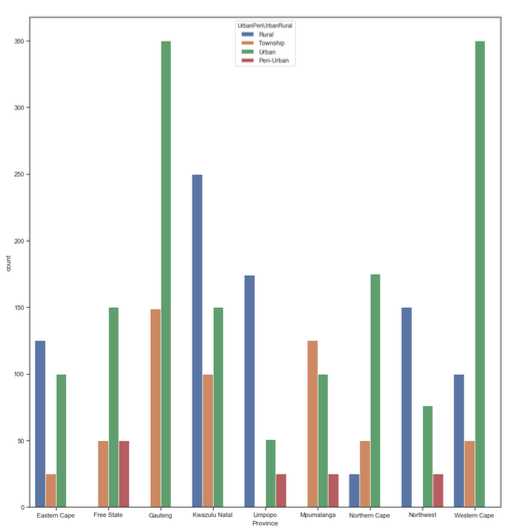 UrbanPeriUrbanRural
Rural
Township
Urban
Peri-Urban
350
300
250
200
150
100
50
0
count
Eastern Cape Free State Gauteng Kwazulu Natal Limpopo Mpumalanga Northern Cape Northwest Western Cape
Province